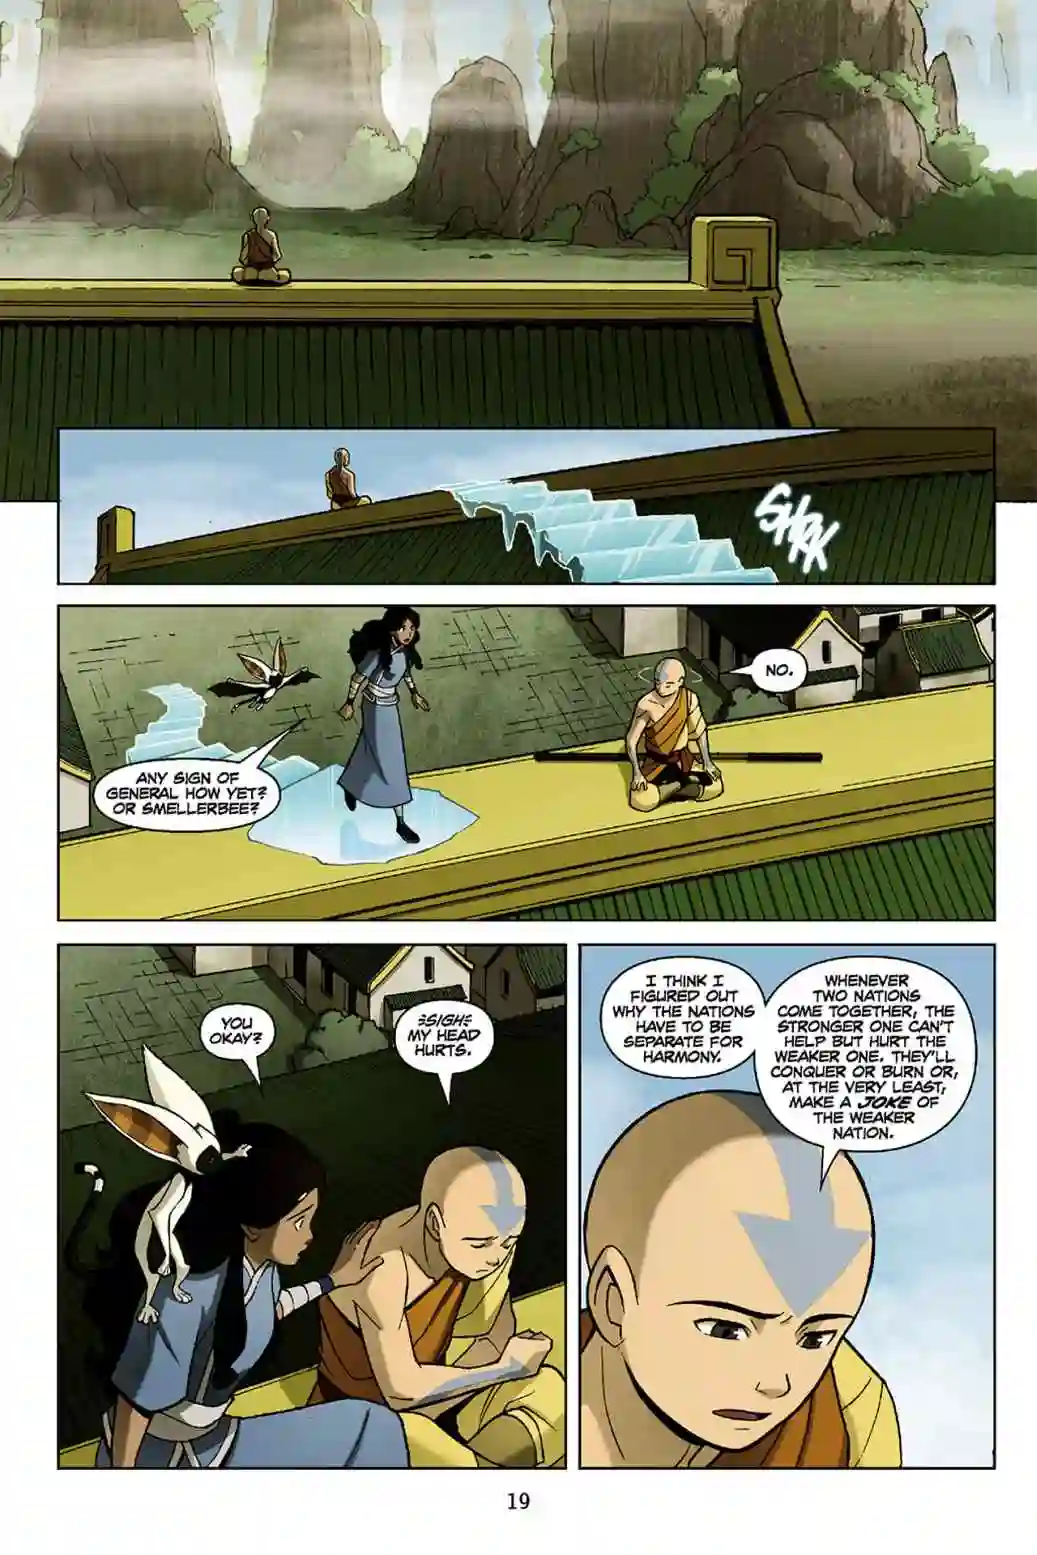 SHRK
ANY SIGN OF
GENERAL HOW YET?
OR SMELLERBEE?
NO.
YOU
OKAY?
≥SIGH≤
MY HEAD
HURTS.
I THINK I
FIGURED OUT
WHY THE NATIONS
HAVE TO BE
SEPARATE FOR
HARMONY.
WHENEVER
TWO NATIONS
COME TOGETHER, THE
STRONGER ONE CAN'T
HELP BUT HURT THE
WEAKER ONE. THEY'LL
CONQUER OR BURN OR,
AT THE VERY LEAST,
MAKE A JOKE OF
THE WEAKER
NATION.
19